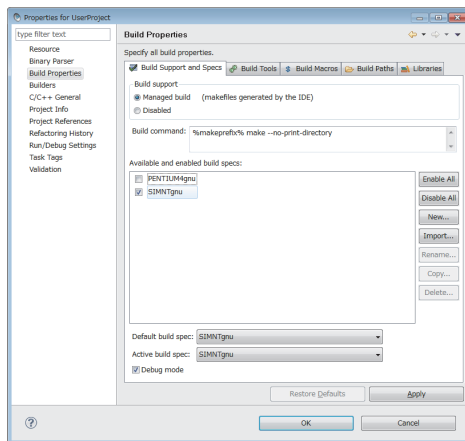 Properties for UserProject
type filter text
Resource
Binary Parser
Build Properties
Builders
C/C++ General
Project Info
Project References
Refactoring History
Run/Debug Settings
Task Tags
Validation
Build Properties
Specify all build properties.
Build Support and Specs Build Tools Build Macros Build Paths Libraries
Build support
Managed build (makefiles generated by the IDE)
Disabled
Build command: %makeprefix% make --no-print-directory
Available and enabled build specs:
PENTIUM4gnu
SIMNTgnu
Enable All
Disable All
New...
Import...
Rename...
Copy...
Delete...
Default build spec: SIMNTgnu
Active build spec: SIMNTgnu
Debug mode
Restore Defaults Apply
OK Cancel